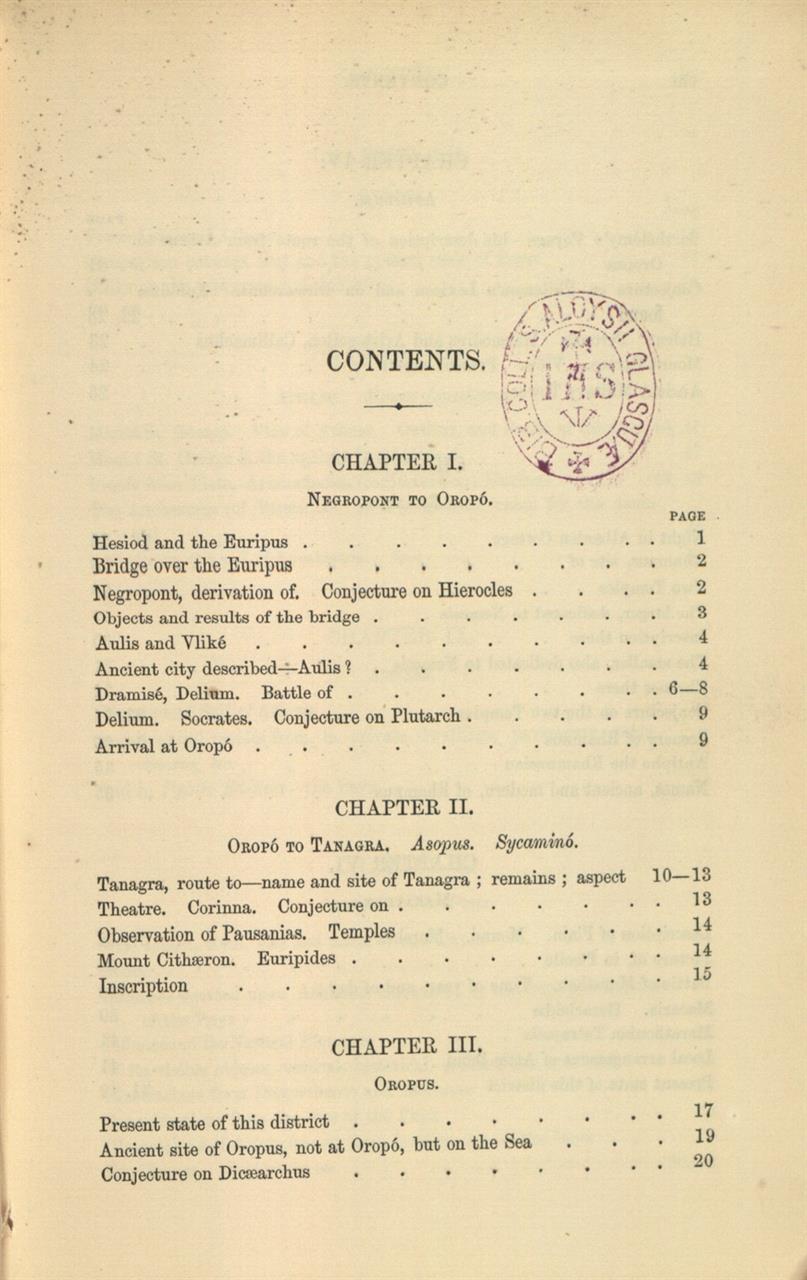 CONTENTS.
BIB: COLL: S. ALOYSII GLASCUÆ
IHS
CHAPTER I.
NEGROPONT TO OROPÓ.
PAGE
Hesiod and the Euripus . . . . . . . . . 1
Bridge over the Euripus . . . . . . . . 2
Negropont, derivation of. Conjecture on Hierocles . . . . 2
Objects and results of the bridge . . . . . . . 3
Aulis and Vliké . . . . . . . . . . 4
Ancient city described—Aulis? . . . . . . . 4
Dramisé, Delium. Battle of . . . . . . . . 6—8
Delium. Socrates. Conjecture on Plutarch . . . . . 9
Arrival at Oropó . . . . . . . . . . 9
CHAPTER II.
OROPÓ TO TANAGRA. Asopus. Sycaminó.
Tanagra, route to—name and site of Tanagra ; remains ; aspect 10—13
Theatre. Corinna. Conjecture on . . . . . . . 13
Observation of Pausanias. Temples . . . . . . 14
Mount Cithæron. Euripides . . . . . . . . 14
Inscription . . . . . . . . . . 15
CHAPTER III.
OROPUS.
Present state of this district . . . . . . . . 17
Ancient site of Oropus, not at Oropó, but on the Sea . . . 19
Conjecture on Dicæarchus . . . . . . . . 20